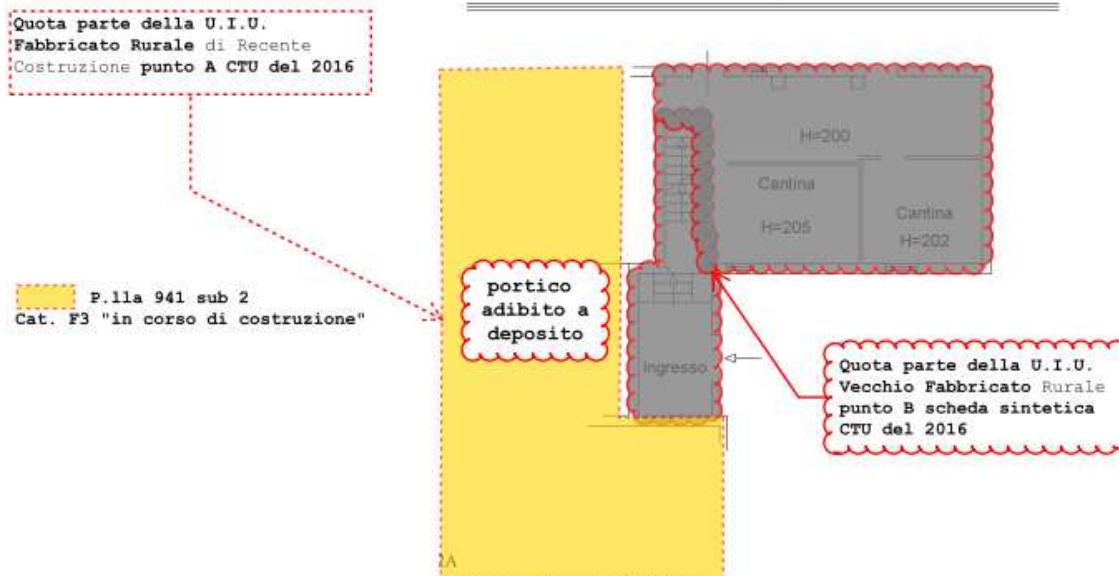 Quota parte della U.I.U.
Fabbricato Rurale di Recente
Costruzione punto A CTU del 2016
H=200
Cantina
H=205
Cantina
H=202
portico
adibito a
deposito
P.lla 941 sub 2
Cat. F3 "in corso di costruzione"
Ingresso
Quota parte della U.I.U.
Vecchio Fabbricato Rurale
punto B scheda sintetica
CTU del 2016